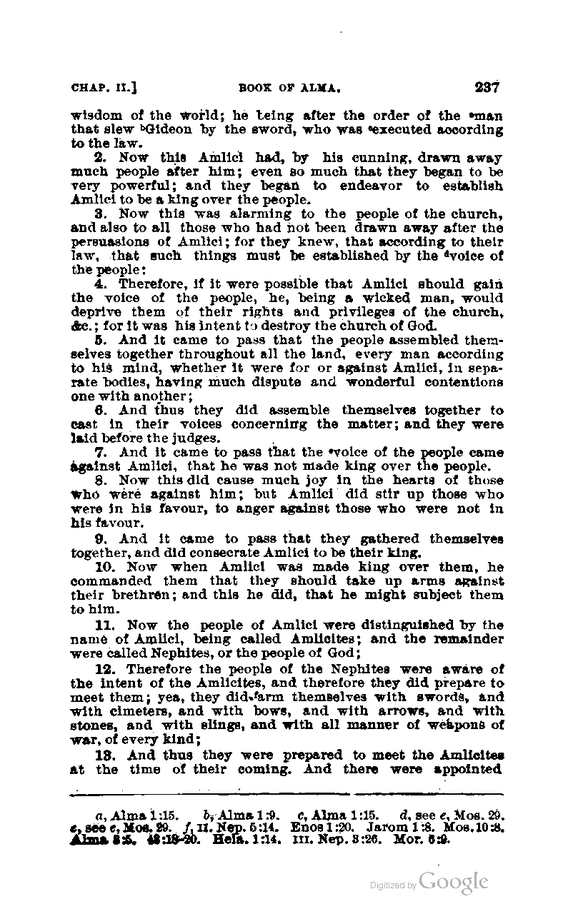 CHAP. II.] BOOK OF ALMA. 237
wisdom of the world; he being after the order of the ᵃman
that slew ᵇGideon by the sword, who was ᶜexecuted according
to the law.
2. Now this Amlici had, by his cunning, drawn away
much people after him; even so much that they began to be
very powerful; and they began to endeavor to establish
Amlici to be a king over the people.
3. Now this was alarming to the people of the church,
and also to all those who had not been drawn away after the
persuasions of Amlici; for they knew, that according to their
law, that such things must be established by the ᵈvoice of
the people:
4. Therefore, if it were possible that Amlici should gain
the voice of the people, he, being a wicked man, would
deprive them of their rights and privileges of the church,
&c.; for it was his intent to destroy the church of God.
5. And it came to pass that the people assembled them-
selves together throughout all the land, every man according
to his mind, whether it were for or against Amlici, in sepa-
rate bodies, having much dispute and wonderful contentions
one with another;
6. And thus they did assemble themselves together to
cast in their voices concerning the matter; and they were
laid before the judges.
7. And it came to pass that the ᵉvoice of the people came
against Amlici, that he was not made king over the people.
8. Now this did cause much joy in the hearts of those
who were against him; but Amlici did stir up those who
were in his favour, to anger against those who were not in
his favour.
9. And it came to pass that they gathered themselves
together, and did consecrate Amlici to be their king.
10. Now when Amlici was made king over them, he
commanded them that they should take up arms against
their brethren; and this he did, that he might subject them
to him.
11. Now the people of Amlici were distinguished by the
name of Amlici, being called Amlicites; and the remainder
were called Nephites, or the people of God;
12. Therefore the people of the Nephites were aware of
the intent of the Amlicites, and therefore they did prepare to
meet them; yea, they did ᶠarm themselves with swords, and
with cimeters, and with bows, and with arrows, and with
stones, and with slings, and with all manner of weapons of
war, of every kind;
13. And thus they were prepared to meet the Amlicites
at the time of their coming. And there were appointed
a, Alma 1:15. b, Alma 1:9. c, Alma 1:15. d, see e, Mos. 29.
e, see e, Mos. 29. f, II. Nep. 5:14. Enos 1:20. Jarom 1:8. Mos. 10:8.
Alma 3:5. 43:18-20. Hela. 1:14. III. Nep. 3:26. Mor. 6:9.
Digitized by Google